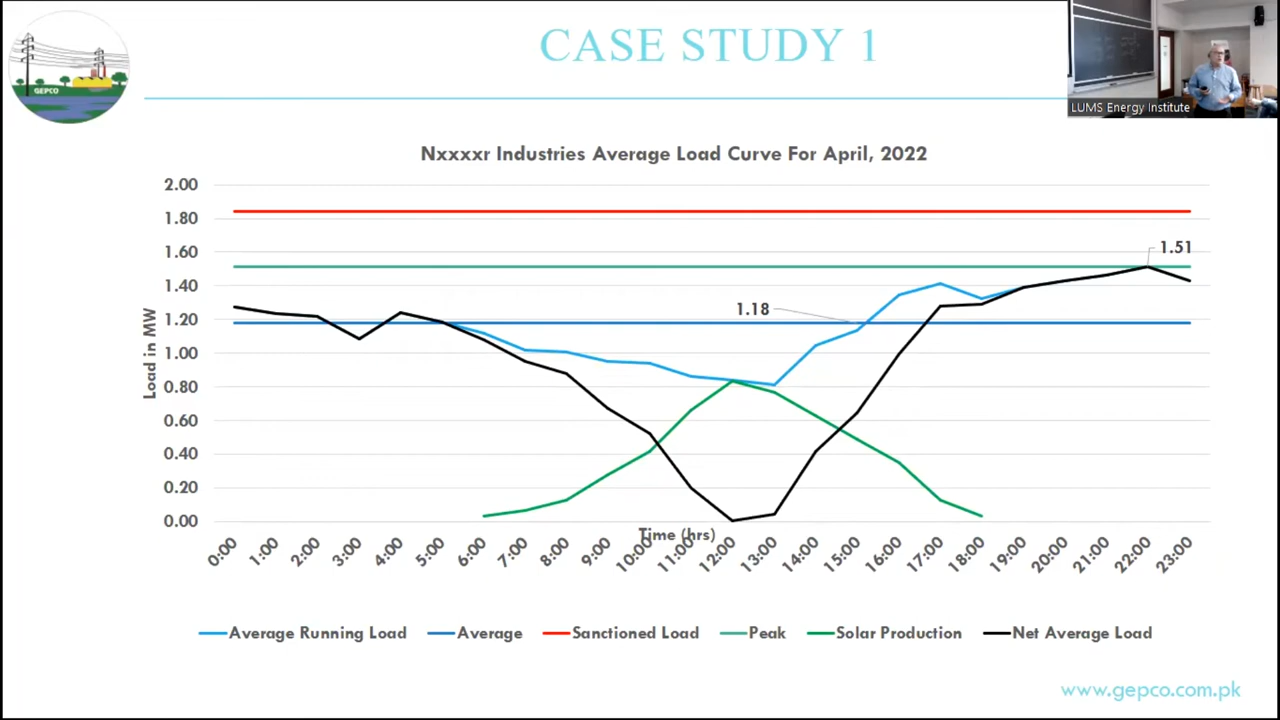 CASE STUDY 1
GEPCO
LUMS Energy Institute
Nxxxxr Industries Average Load Curve For April, 2022
Load in MW
2.00
1.80
1.60
1.40
1.20
1.00
0.80
0.60
0.40
0.20
0.00
1.51
1.18
Time (hrs)
0:00 1:00 2:00 3:00 4:00 5:00 6:00 7:00 8:00 9:00 10:00 11:00 12:00 13:00 14:00 15:00 16:00 17:00 18:00 19:00 20:00 21:00 22:00 23:00
Average Running Load Average Sanctioned Load Peak Solar Production Net Average Load
www.gepco.com.pk